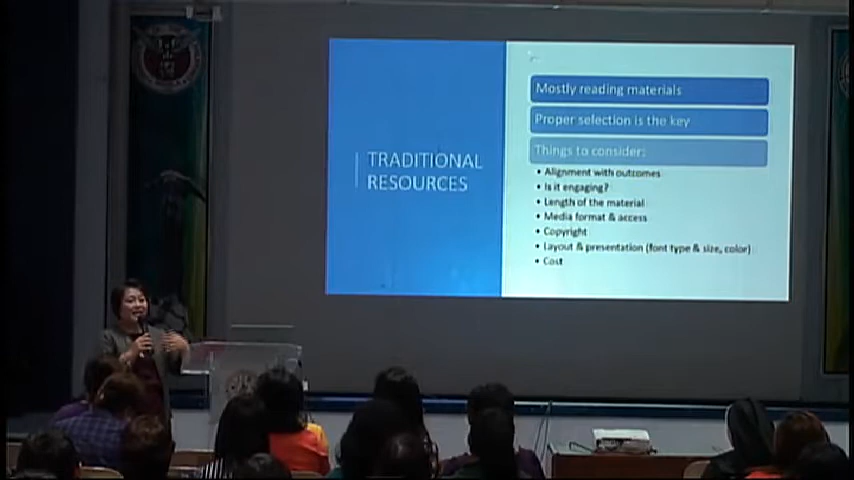 TRADITIONAL
RESOURCES
Mostly reading materials
Proper selection is the key
Things to consider:
• Alignment with outcomes
• Is it engaging?
• Length of the material
• Media format & access
• Copyright
• Layout & presentation (font type & size, color)
• Cost